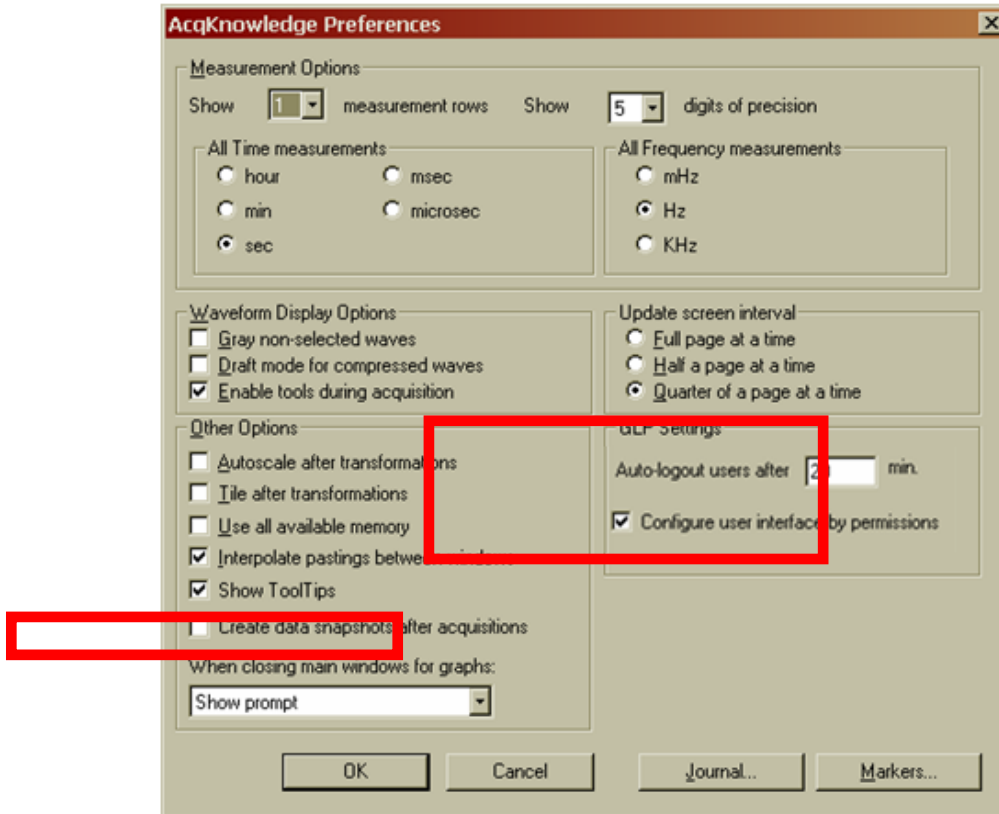 AcqKnowledge Preferences
Measurement Options
Show 1 measurement rows Show 5 digits of precision
All Time measurements
hour msec
min microsec
sec
All Frequency measurements
mHz
Hz
KHz
Waveform Display Options
Gray non-selected waves
Draft mode for compressed waves
Enable tools during acquisition
Update screen interval
Full page at a time
Half a page at a time
Quarter of a page at a time
Other Options
Autoscale after transformations
Tile after transformations
Use all available memory
Interpolate pastings between windows
Show ToolTips
Create data snapshots after acquisitions
When closing main windows for graphs:
Show prompt
GLP Settings
Auto-logout users after min.
Configure user interface by permissions
OK Cancel Journal... Markers...